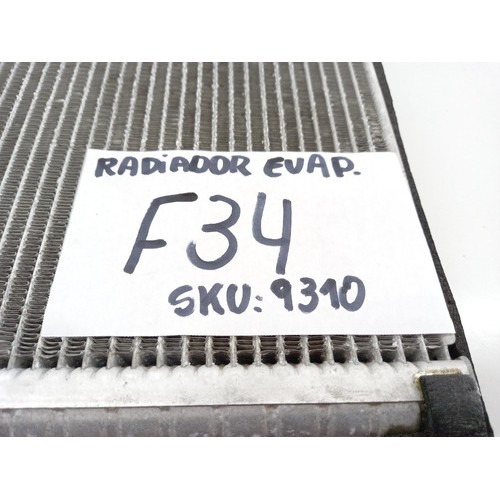 RADiADOR EVAP.
F34
SKU: 9310